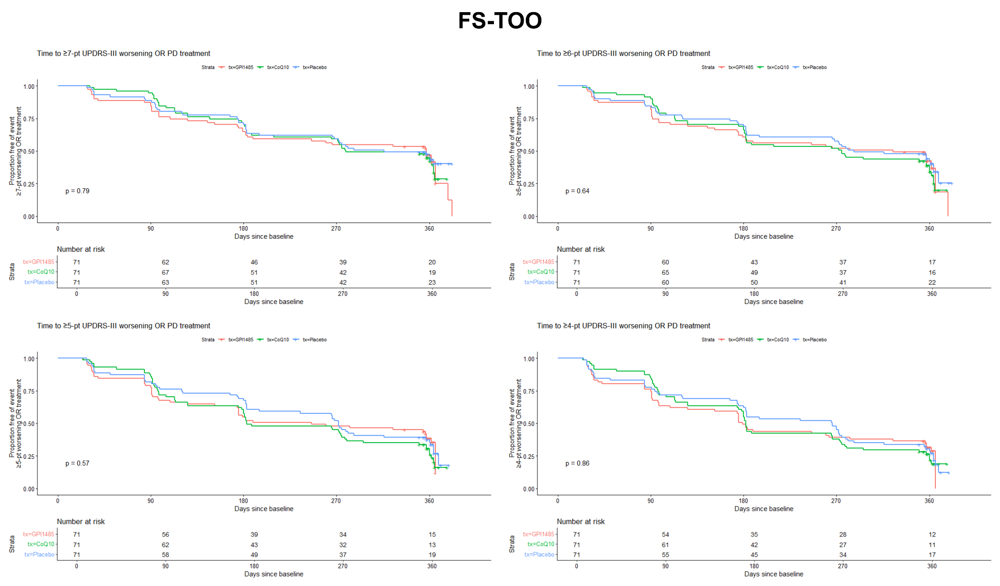 FS-TOO
Time to ≥7-pt UPDRS-III worsening OR PD treatment
Strata tx=GPI1485 tx=CoQ10 tx=Placebo
Proportion free of event
≥7-pt worsening OR treatment
1.00
0.75
0.50
0.25
0.00
p = 0.79
0 90 180 270 360
Days since baseline
Number at risk
Strata
tx=GPI1485 71 62 46 39 20
tx=CoQ10 71 67 51 42 19
tx=Placebo 71 63 51 42 23
0 90 180 270 360
Days since baseline
Time to ≥6-pt UPDRS-III worsening OR PD treatment
Strata tx=GPI1485 tx=CoQ10 tx=Placebo
Proportion free of event
≥6-pt worsening OR treatment
1.00
0.75
0.50
0.25
0.00
p = 0.64
0 90 180 270 360
Days since baseline
Number at risk
Strata
tx=GPI1485 71 60 43 37 17
tx=CoQ10 71 65 49 37 16
tx=Placebo 71 60 50 41 22
0 90 180 270 360
Days since baseline
Time to ≥5-pt UPDRS-III worsening OR PD treatment
Strata tx=GPI1485 tx=CoQ10 tx=Placebo
Proportion free of event
≥5-pt worsening OR treatment
1.00
0.75
0.50
0.25
0.00
p = 0.57
0 90 180 270 360
Days since baseline
Number at risk
Strata
tx=GPI1485 71 56 39 34 15
tx=CoQ10 71 62 43 32 13
tx=Placebo 71 58 49 37 19
0 90 180 270 360
Days since baseline
Time to ≥4-pt UPDRS-III worsening OR PD treatment
Strata tx=GPI1485 tx=CoQ10 tx=Placebo
Proportion free of event
≥4-pt worsening OR treatment
1.00
0.75
0.50
0.25
0.00
p = 0.86
0 90 180 270 360
Days since baseline
Number at risk
Strata
tx=GPI1485 71 54 35 28 12
tx=CoQ10 71 61 42 27 11
tx=Placebo 71 55 45 34 17
0 90 180 270 360
Days since baseline